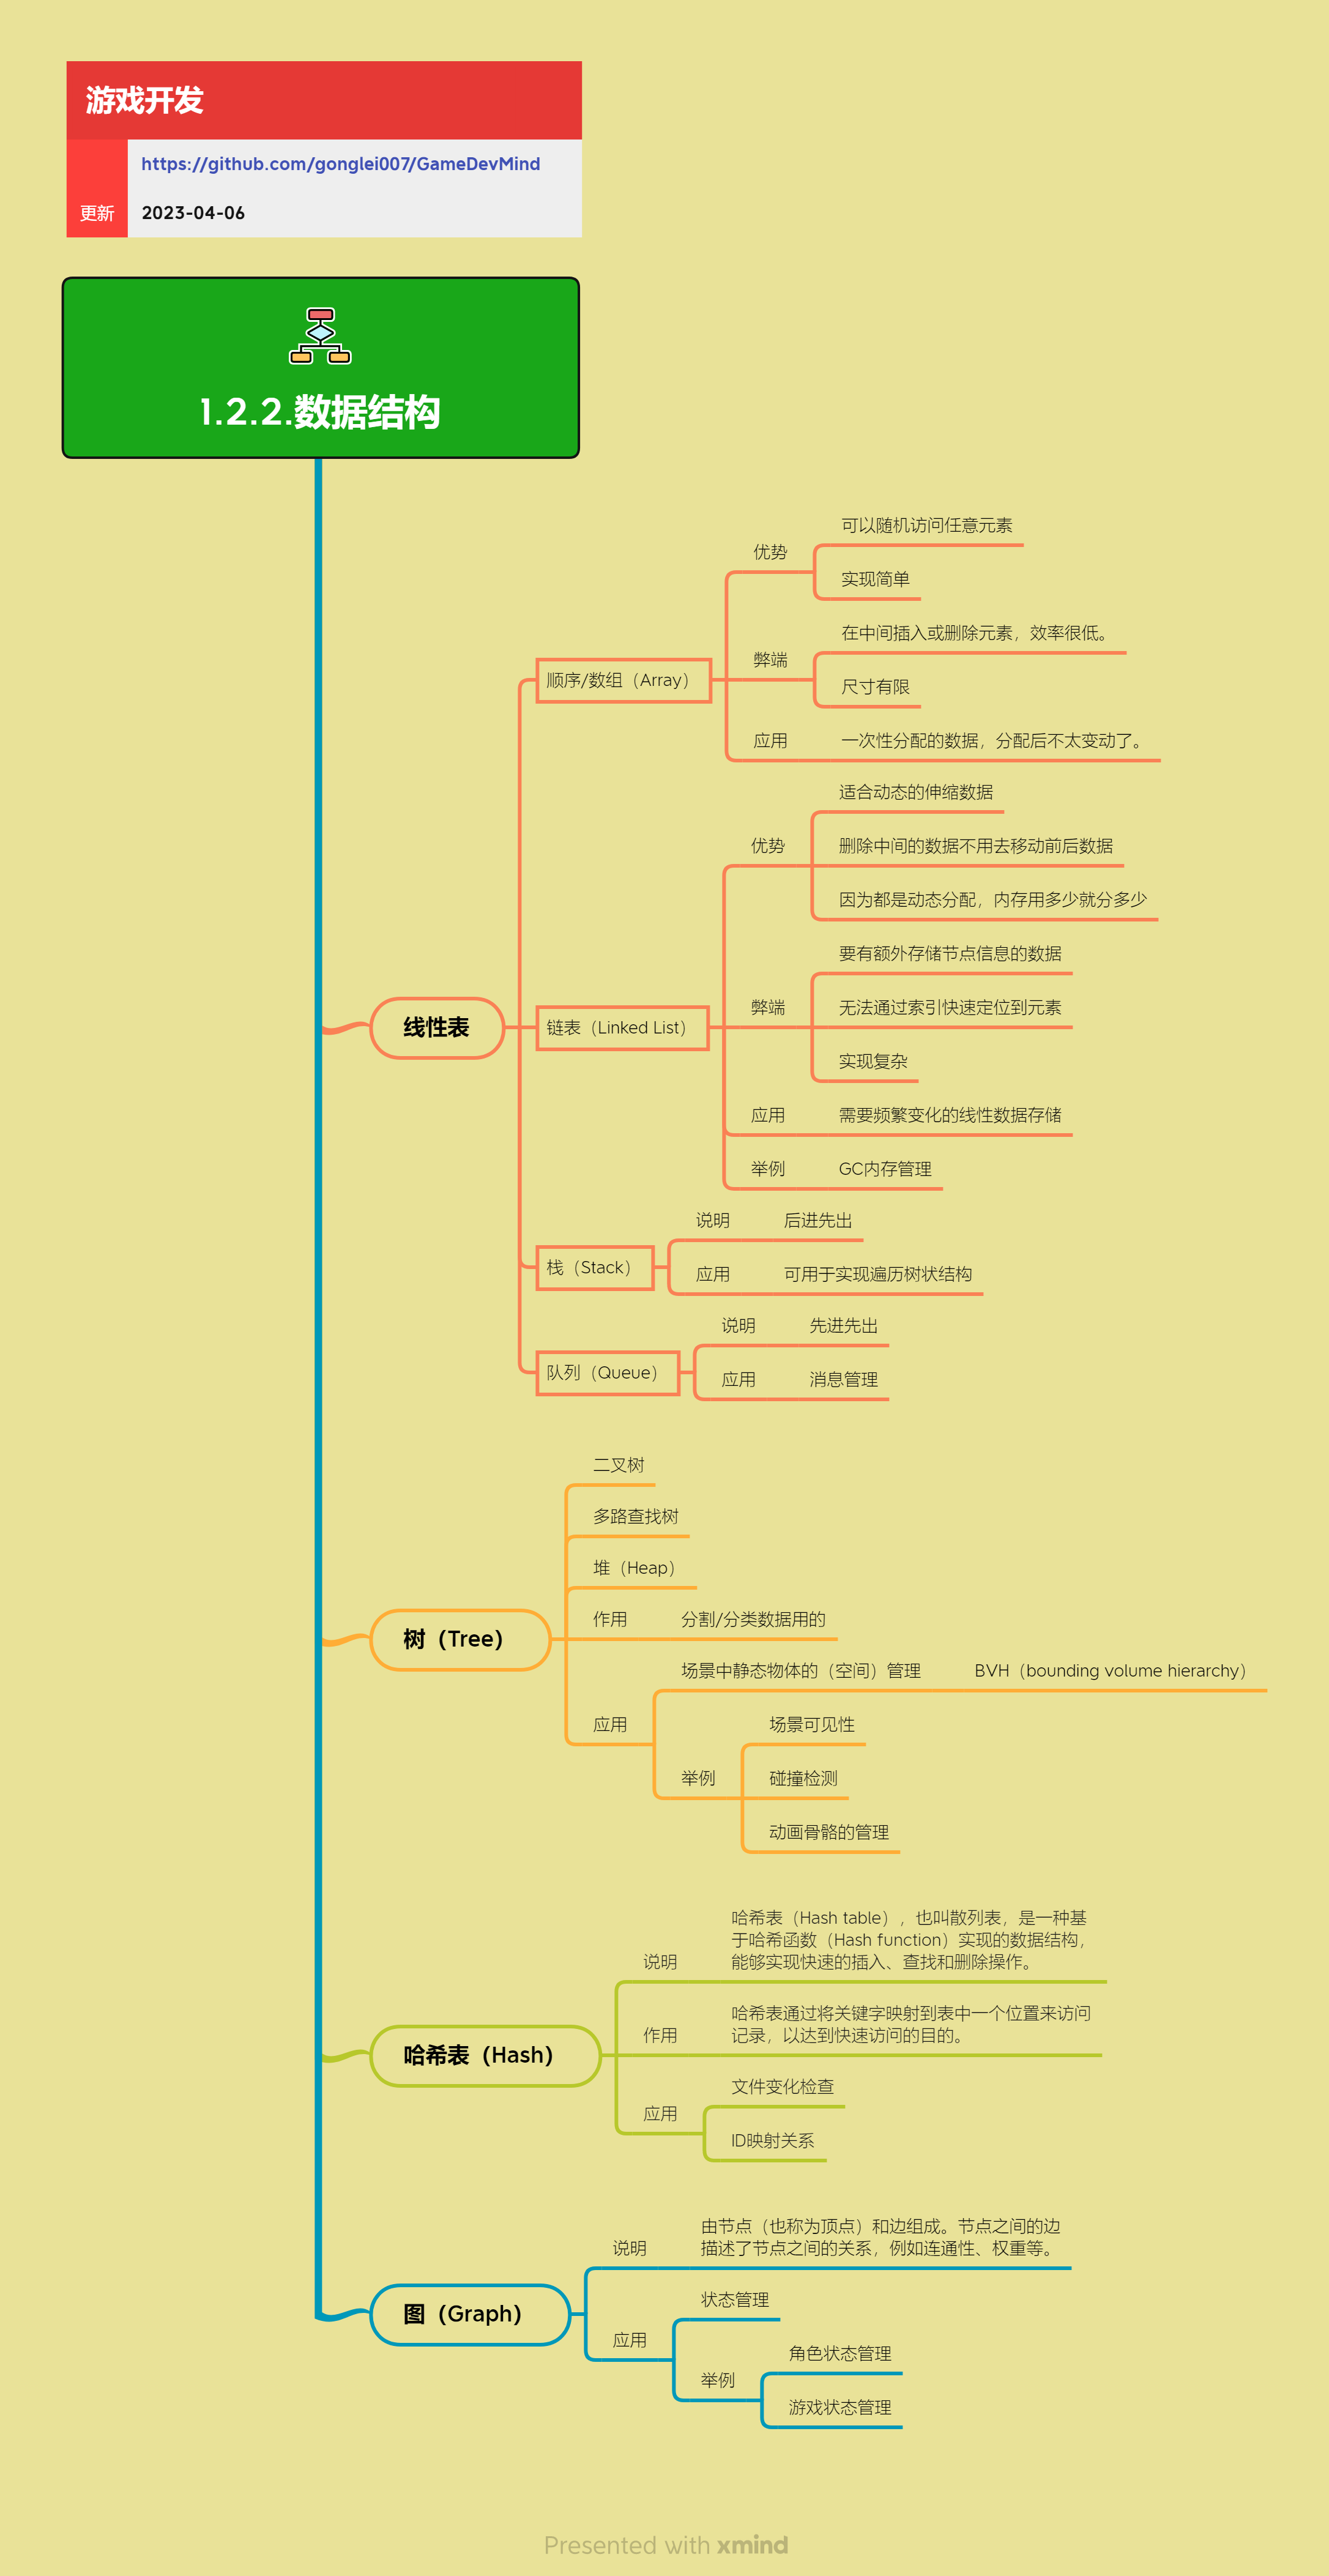 游戏开发
https://github.com/gonglei007/GameDevMind
更新
2023-04-06
1.2.2.数据结构
线性表
顺序/数组（Array）
优势
可以随机访问任意元素
实现简单
弊端
在中间插入或删除元素，效率很低。
尺寸有限
应用
一次性分配的数据，分配后不太变动了。
链表（Linked List）
优势
适合动态的伸缩数据
删除中间的数据不用去移动前后数据
因为都是动态分配，内存用多少就分多少
弊端
要有额外存储节点信息的数据
无法通过索引快速定位到元素
实现复杂
应用
需要频繁变化的线性数据存储
举例
GC内存管理
栈（Stack）
说明
后进先出
应用
可用于实现遍历树状结构
队列（Queue）
说明
先进先出
应用
消息管理
树（Tree）
二叉树
多路查找树
堆（Heap）
作用
分割/分类数据用的
应用
场景中静态物体的（空间）管理
BVH（bounding volume hierarchy）
举例
场景可见性
碰撞检测
动画骨骼的管理
哈希表（Hash）
说明
哈希表（Hash table），也叫散列表，是一种基
于哈希函数（Hash function）实现的数据结构，
能够实现快速的插入、查找和删除操作。
作用
哈希表通过将关键字映射到表中一个位置来访问
记录，以达到快速访问的目的。
应用
文件变化检查
ID映射关系
图（Graph）
说明
由节点（也称为顶点）和边组成。节点之间的边
描述了节点之间的关系，例如连通性、权重等。
应用
状态管理
举例
角色状态管理
游戏状态管理
Presented with xmind